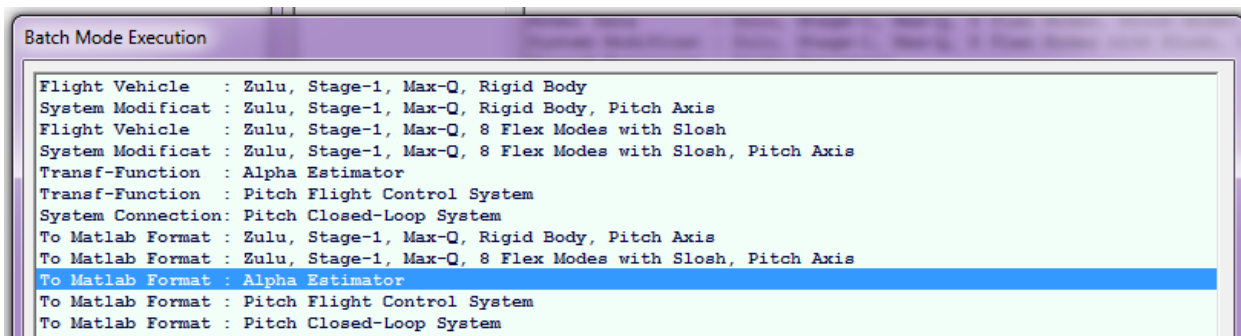 Batch Mode Execution
Flight Vehicle   : Zulu, Stage-1, Max-Q, Rigid Body
System Modificat : Zulu, Stage-1, Max-Q, Rigid Body, Pitch Axis
Flight Vehicle   : Zulu, Stage-1, Max-Q, 8 Flex Modes with Slosh
System Modificat : Zulu, Stage-1, Max-Q, 8 Flex Modes with Slosh, Pitch Axis
Transf-Function  : Alpha Estimator
Transf-Function  : Pitch Flight Control System
System Connection: Pitch Closed-Loop System
To Matlab Format : Zulu, Stage-1, Max-Q, Rigid Body, Pitch Axis
To Matlab Format : Zulu, Stage-1, Max-Q, 8 Flex Modes with Slosh, Pitch Axis
To Matlab Format : Alpha Estimator
To Matlab Format : Pitch Flight Control System
To Matlab Format : Pitch Closed-Loop System